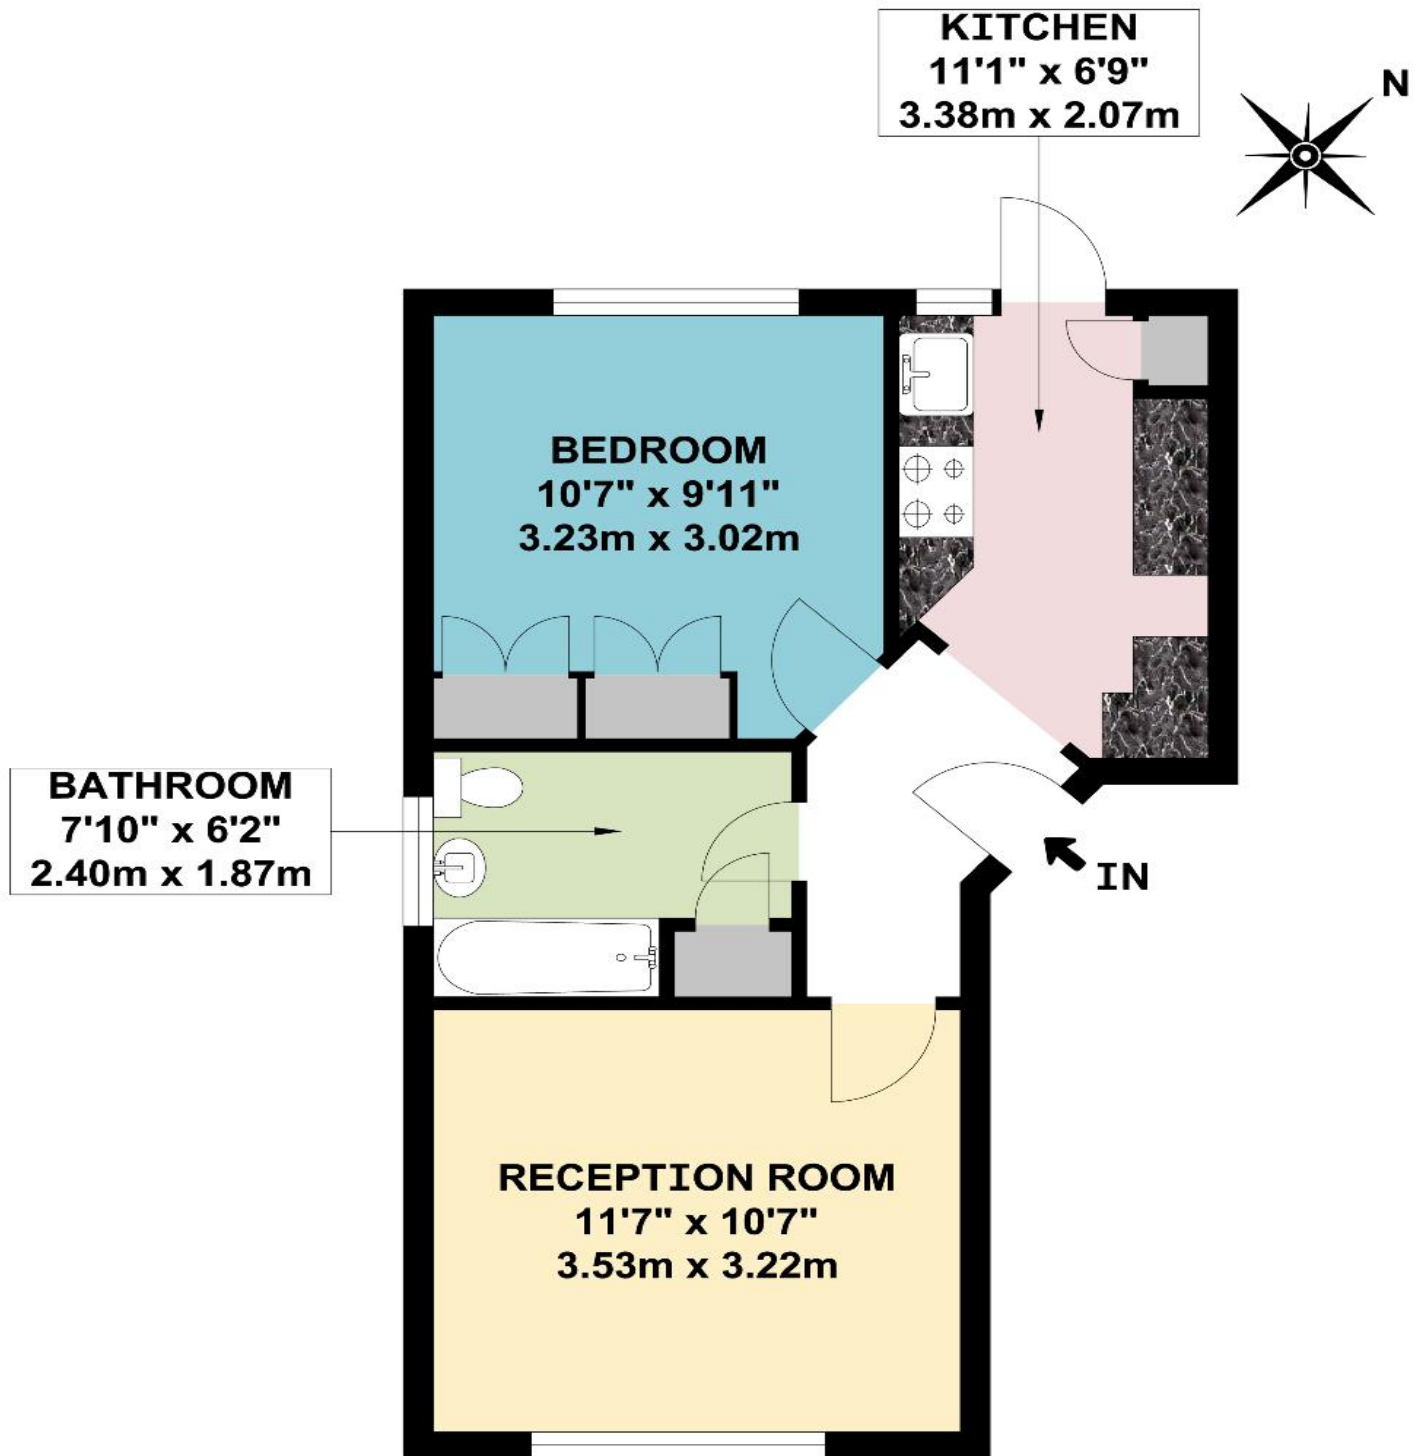 KITCHEN
11'1" x 6'9"
3.38m x 2.07m
N
BEDROOM
10'7" x 9'11"
3.23m x 3.02m
BATHROOM
7'10" x 6'2"
2.40m x 1.87m
IN
RECEPTION ROOM
11'7" x 10'7"
3.53m x 3.22m